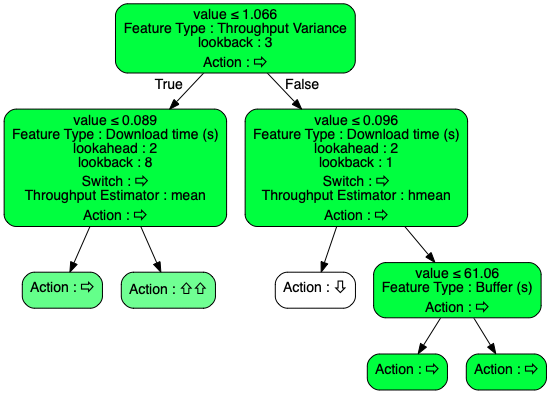 value ≤ 1.066
Feature Type : Throughput Variance
lookback : 3
Action : ⇨
True
False
value ≤ 0.089
Feature Type : Download time (s)
lookahead : 2
lookback : 8
Switch : ⇨
Throughput Estimator : mean
Action : ⇨
value ≤ 0.096
Feature Type : Download time (s)
lookahead : 2
lookback : 1
Switch : ⇨
Throughput Estimator : hmean
Action : ⇨
Action : ⇨
Action : ⇧⇧
Action : ⇩
value ≤ 61.06
Feature Type : Buffer (s)
Action : ⇨
Action : ⇨
Action : ⇨